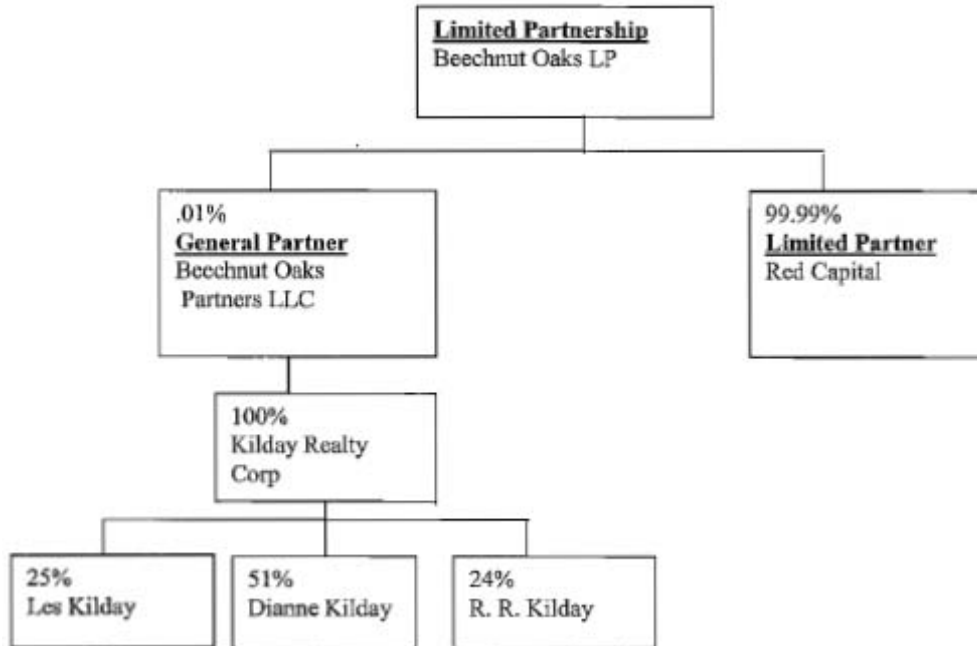 Limited Partnership
Beechnut Oaks LP
.01%
General Partner
Beechnut Oaks
Partners LLC
99.99%
Limited Partner
Red Capital
100%
Kilday Realty
Corp
25%
Les Kilday
51%
Dianne Kilday
24%
R. R. Kilday